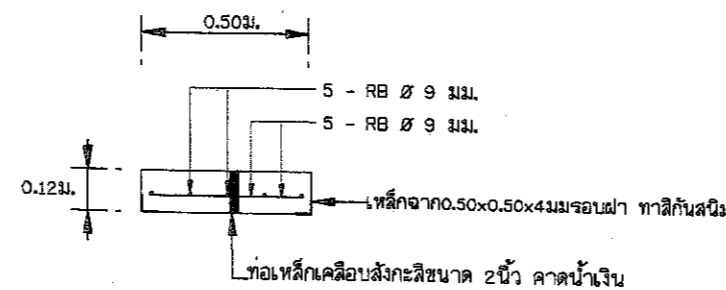 0.50ม.
5 - RB Ø 9 มม.
5 - RB Ø 9 มม.
0.12ม.
เหล็กฉาก0.50x0.50x4มมรอบฝา ทาสีกันสนิม
ท่อเหล็กเคลือบสังกะสีขนาด 2นิ้ว คาดน้ำเงิน